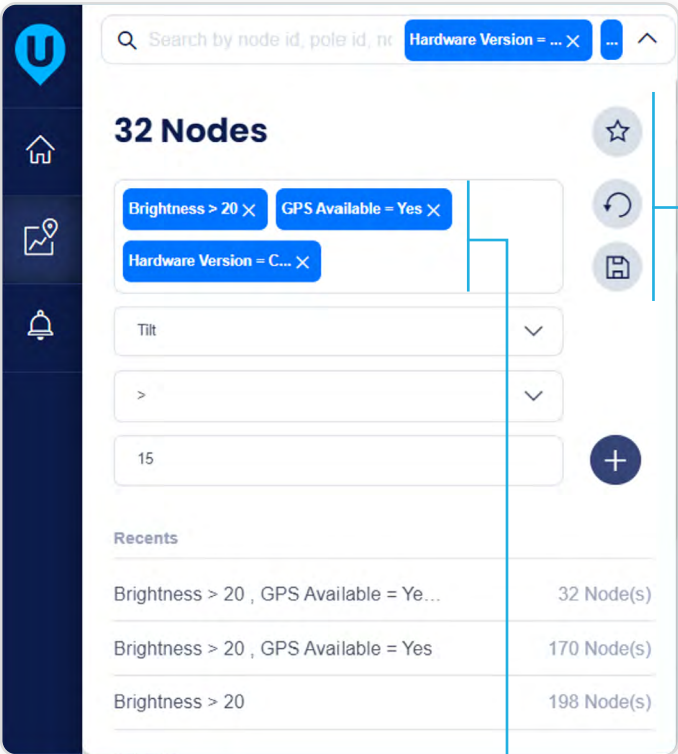 Search by node id, pole id, nc Hardware Version = ... ...
32 Nodes
Brightness > 20 GPS Available = Yes
Hardware Version = C...
Tilt
>
15
Recents
Brightness > 20 , GPS Available = Ye... 32 Node(s)
Brightness > 20 , GPS Available = Yes 170 Node(s)
Brightness > 20 198 Node(s)